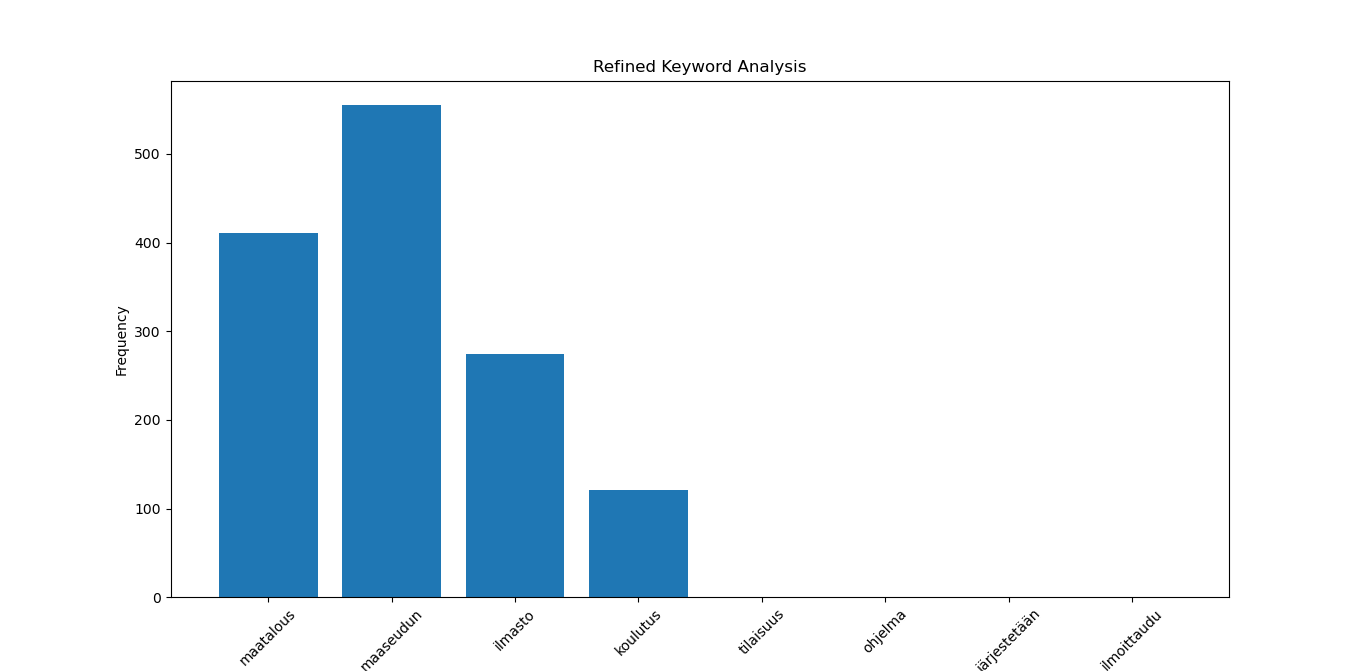 Refined Keyword Analysis
Frequency
500
400
300
200
100
0
maatalous
maaseudun
ilmasto
koulutus
tilaisuus
ohjelma
järjestetään
ilmoittaudu